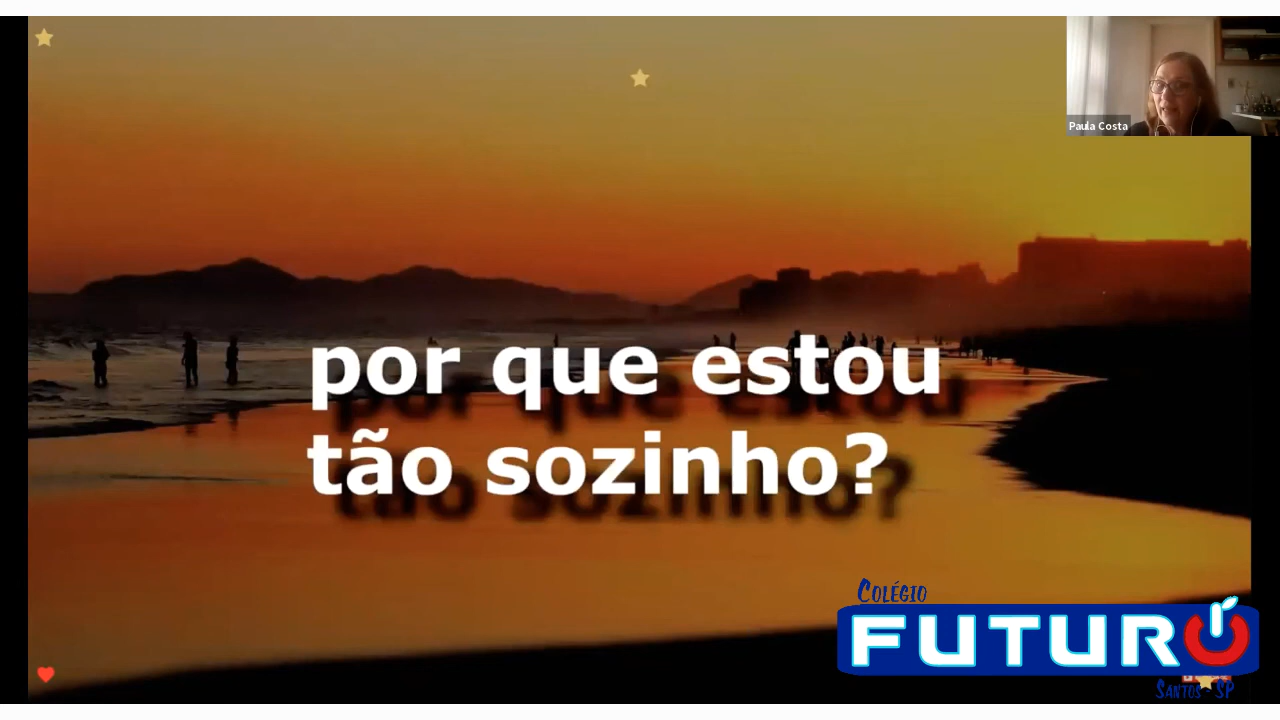 Paula Costa
por que estou
tão sozinho?
COLÉGIO
FUTURO
SANTOS - SP